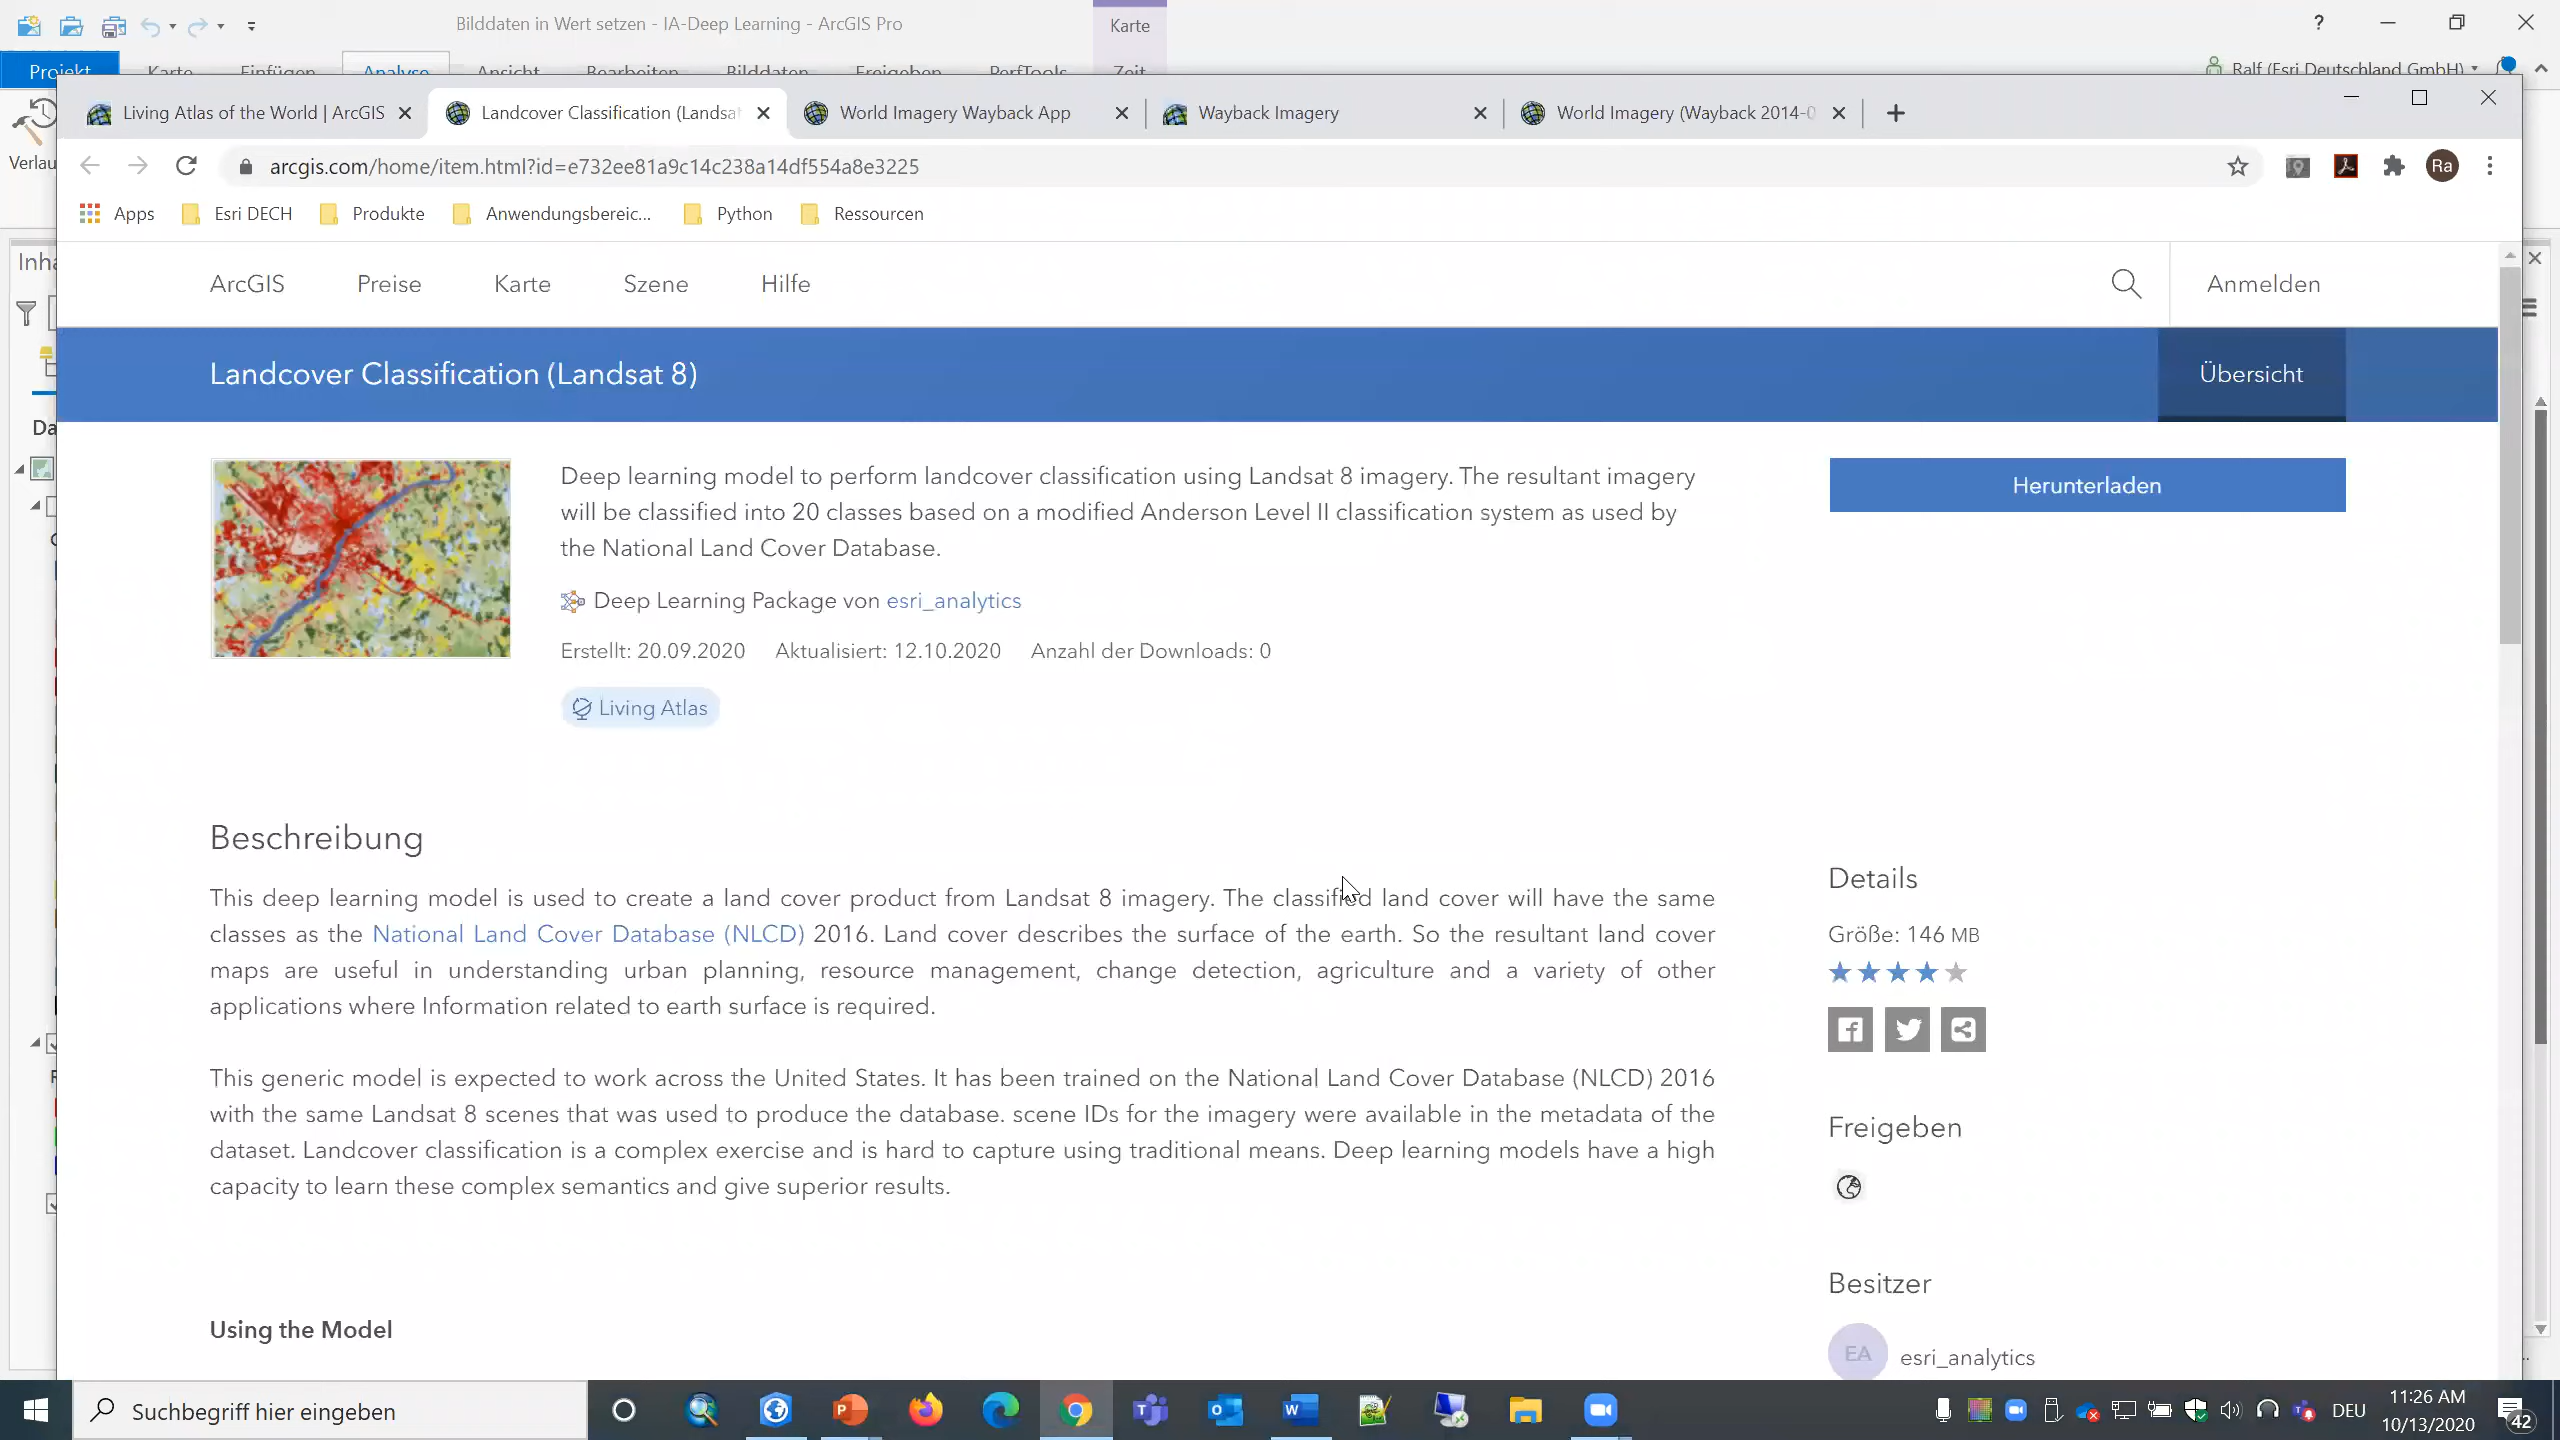 Bilddaten in Wert setzen - IA-Deep Learning - ArcGIS Pro
Karte
?
Projekt Karte Einfügen Analyse Ansicht Bearbeiten Bilddaten Freigeben PerfTools Zeit
Ralf (Esri Deutschland GmbH)
Living Atlas of the World | ArcGIS
Landcover Classification (Landsat
World Imagery Wayback App
Wayback Imagery
World Imagery (Wayback 2014-0
arcgis.com/home/item.html?id=e732ee81a9c14c238a14df554a8e3225
Ra
Apps Esri DECH Produkte Anwendungsbereic... Python Ressourcen
ArcGIS Preise Karte Szene Hilfe
Anmelden
Landcover Classification (Landsat 8)
Übersicht
Deep learning model to perform landcover classification using Landsat 8 imagery. The resultant imagery
will be classified into 20 classes based on a modified Anderson Level II classification system as used by
the National Land Cover Database.
Herunterladen
Deep Learning Package von esri_analytics
Erstellt: 20.09.2020 Aktualisiert: 12.10.2020 Anzahl der Downloads: 0
Living Atlas
Beschreibung
This deep learning model is used to create a land cover product from Landsat 8 imagery. The classified land cover will have the same
classes as the National Land Cover Database (NLCD) 2016. Land cover describes the surface of the earth. So the resultant land cover
maps are useful in understanding urban planning, resource management, change detection, agriculture and a variety of other
applications where Information related to earth surface is required.
This generic model is expected to work across the United States. It has been trained on the National Land Cover Database (NLCD) 2016
with the same Landsat 8 scenes that was used to produce the database. scene IDs for the imagery were available in the metadata of the
dataset. Landcover classification is a complex exercise and is hard to capture using traditional means. Deep learning models have a high
capacity to learn these complex semantics and give superior results.
Using the Model
Details
Größe: 146 MB
Freigeben
Besitzer
EA esri_analytics
Suchbegriff hier eingeben
DEU
11:26 AM
10/13/2020
42